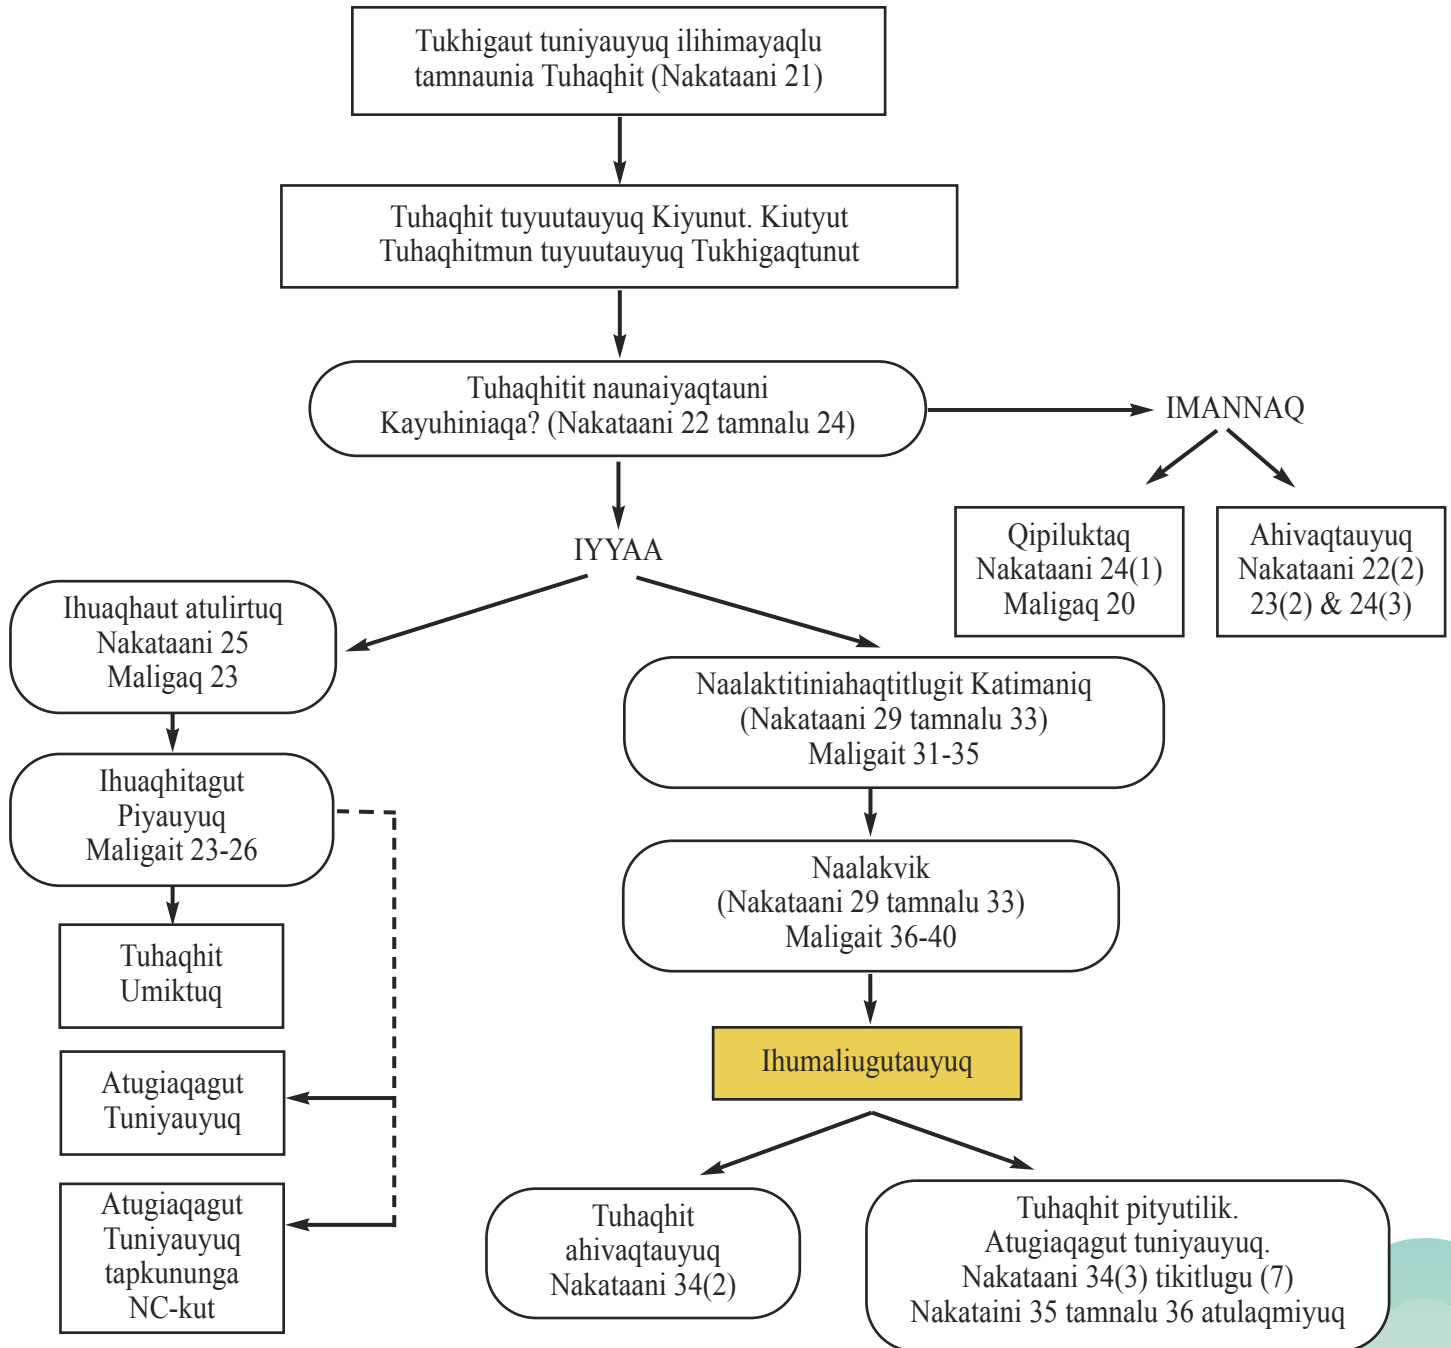 Tukhigaut tuniyauyuq ilihimayaqlu
tamnaunia Tuhaqhit (Nakataani 21)
Tuhaqhit tuyuutauyuq Kiyunut. Kiutyut
Tuhaqhitmun tuyuutauyuq Tukhigaqtunut
Tuhaqhitit naunaiyaqtauni
Kayuhiniaqa? (Nakataani 22 tamnalu 24)
IMANNAQ
Qipiluktaq
Nakataani 24(1)
Maligaq 20
Ahivaqtauyuq
Nakataani 22(2)
23(2) & 24(3)
IYYAA
Ihuaqhaut atulirtuq
Nakataani 25
Maligaq 23
Ihuaqhitagut
Piyauyuq
Maligait 23-26
Tuhaqhit
Umiktuq
Atugiaqagut
Tuniyauyuq
Atugiaqagut
Tuniyauyuq
tapkununga
NC-kut
Naalaktitiniahaqtitlugit Katimaniq
(Nakataani 29 tamnalu 33)
Maligait 31-35
Naalakvik
(Nakataani 29 tamnalu 33)
Maligait 36-40
Ihumaliugutauyuq
Tuhaqhit
ahivaqtauyuq
Nakataani 34(2)
Tuhaqhit pityutilik.
Atugiaqagut tuniyauyuq.
Nakataani 34(3) tikitlugu (7)
Nakataini 35 tamnalu 36 atulaqmiyuq